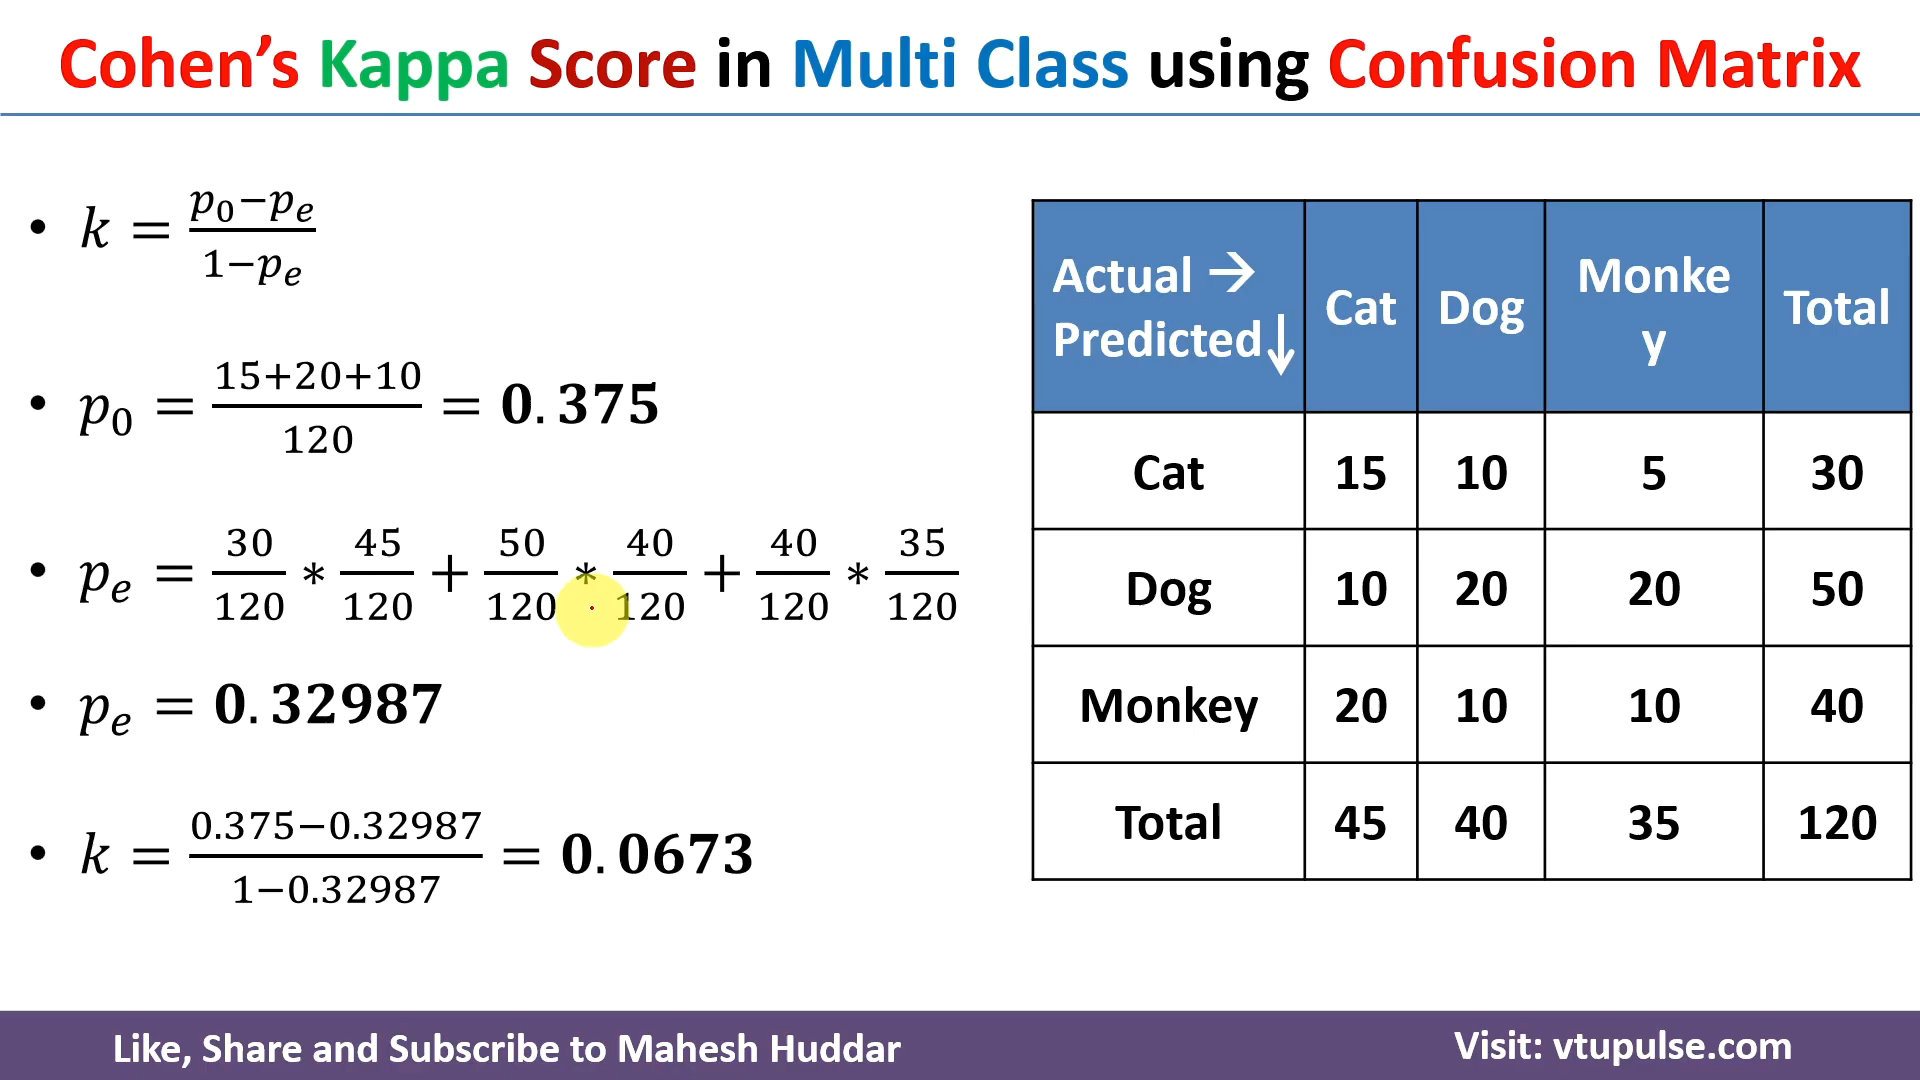 Cohen’s Kappa Score in Multi Class using Confusion Matrix
• k = (p₀−pₑ)/(1−pₑ)
• p₀ = (15+20+10)/120 = 0.375
• pₑ = 30/120 * 45/120 + 50/120 * 40/120 + 40/120 * 35/120
• pₑ = 0.32987
• k = (0.375−0.32987)/(1−0.32987) = 0.0673
Actual → Cat Dog Monke Total
Predicted↓ y
Cat 15 10 5 30
Dog 10 20 20 50
Monkey 20 10 10 40
Total 45 40 35 120
Like, Share and Subscribe to Mahesh Huddar
Visit: vtupulse.com